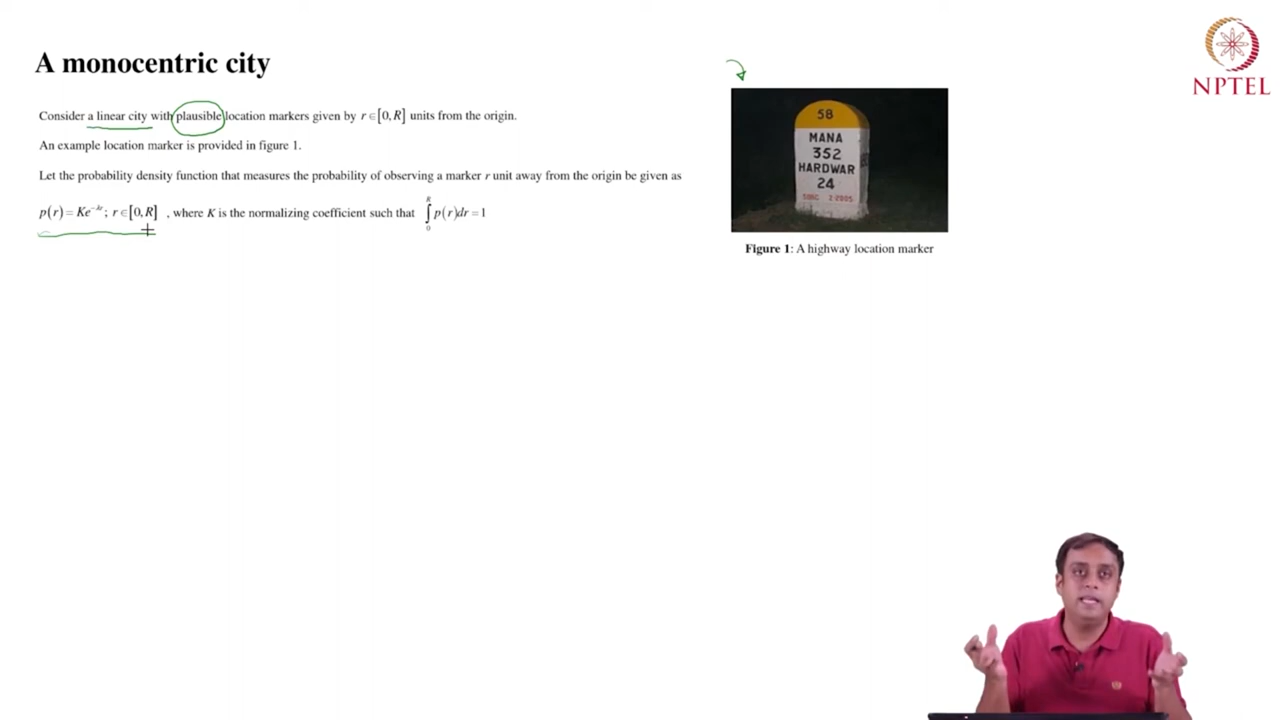 A monocentric city
Consider a linear city with plausible location markers given by r ∈ [0, R] units from the origin.
An example location marker is provided in figure 1.
Let the probability density function that measures the probability of observing a marker r unit away from the origin be given as
p(r) = Ke^{-λr}; r ∈ [0, R] , where K is the normalizing coefficient such that ∫_0^R p(r)dr = 1
58
MANA
352
HARDWAR
24
2.2005
Figure 1: A highway location marker
NPTEL